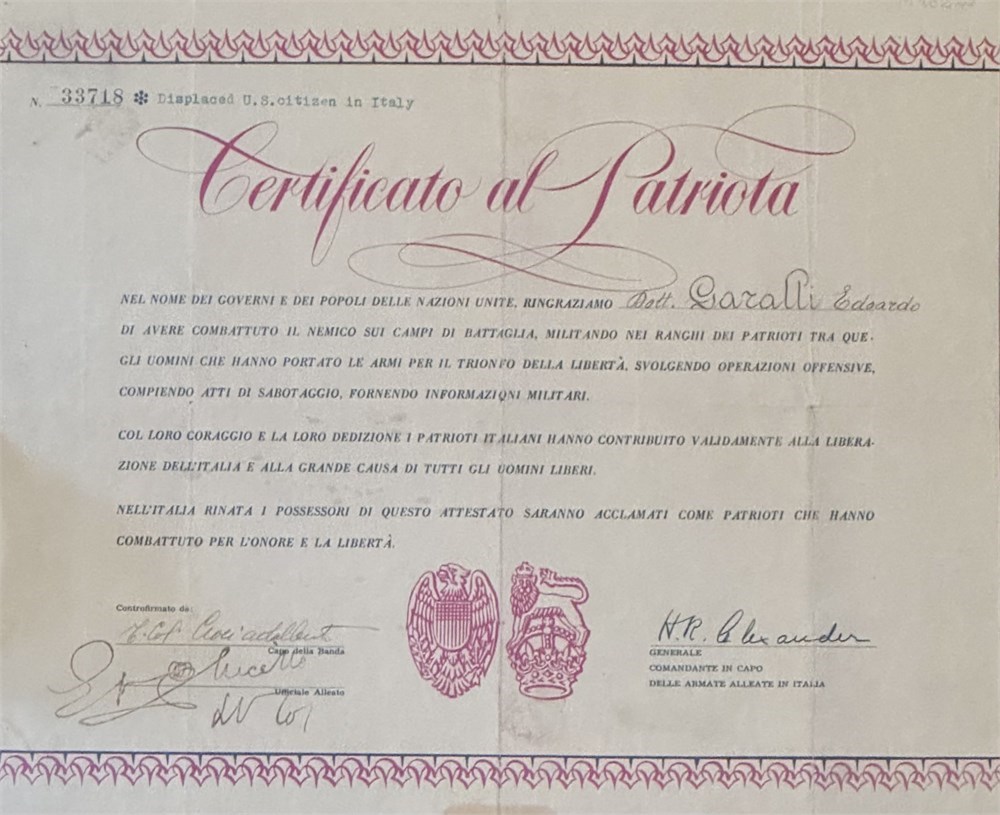 N. 33718 ✽ Displaced U.S.citizen in Italy
Certificato al Patriota
NEL NOME DEI GOVERNI E DEI POPOLI DELLE NAZIONI UNITE, RINGRAZIAMO Dott. Garalli Edoardo
DI AVERE COMBATTUTO IL NEMICO SUI CAMPI DI BATTAGLIA, MILITANDO NEI RANGHI DEI PATRIOTI TRA QUE-
GLI UOMINI CHE HANNO PORTATO LE ARMI PER IL TRIONFO DELLA LIBERTÀ, SVOLGENDO OPERAZIONI OFFENSIVE,
COMPIENDO ATTI DI SABOTAGGIO, FORNENDO INFORMAZIONI MILITARI.
COL LORO CORAGGIO E LA LORO DEDIZIONE I PATRIOTI ITALIANI HANNO CONTRIBUITO VALIDAMENTE ALLA LIBERA-
ZIONE DELL'ITALIA E ALLA GRANDE CAUSA DI TUTTI GLI UOMINI LIBERI.
NELL'ITALIA RINATA I POSSESSORI DI QUESTO ATTESTATO SARANNO ACCLAMATI COME PATRIOTI CHE HANNO
COMBATTUTO PER L'ONORE E LA LIBERTÀ.
Controfirmato da:
Capo della Banda
Ufficiale Alleato
H.R. Alexander
GENERALE
COMANDANTE IN CAPO
DELLE ARMATE ALLEATE IN ITALIA